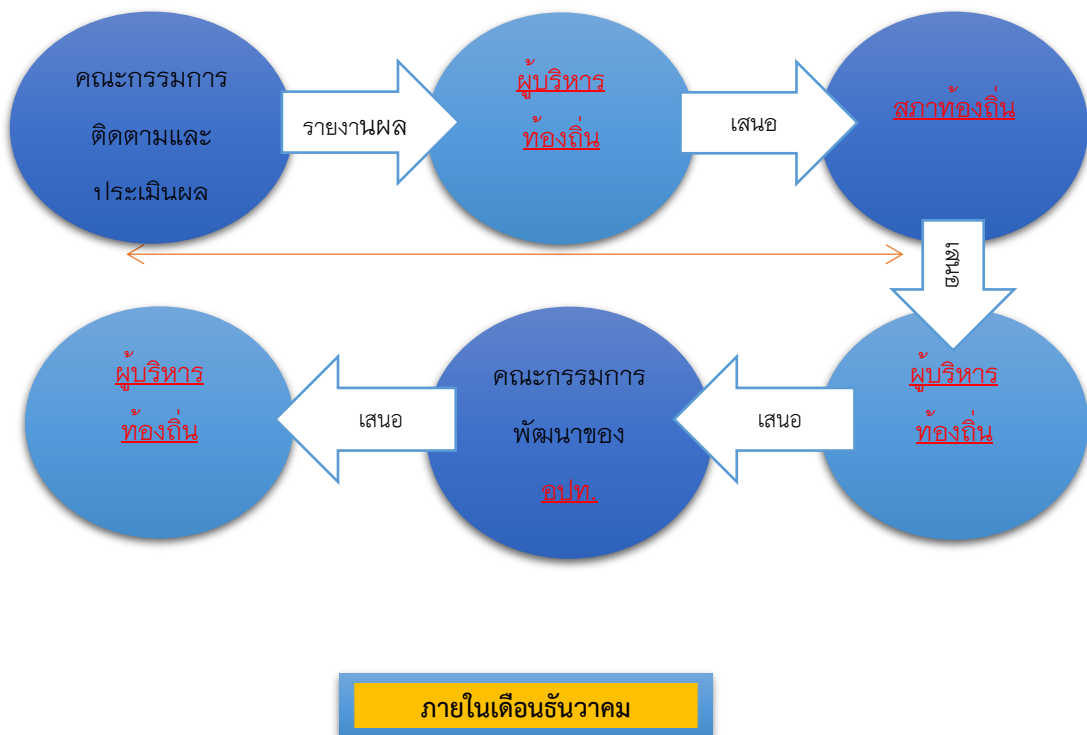 คณะกรรมการ
ติดตามและ
ประเมินผล
รายงานผล
ผู้บริหาร
ท้องถิ่น
เสนอ
สภาท้องถิ่น
เสนอ
ผู้บริหาร
ท้องถิ่น
เสนอ
คณะกรรมการ
พัฒนาของ
อปท.
เสนอ
ผู้บริหาร
ท้องถิ่น
ภายในเดือนธันวาคม